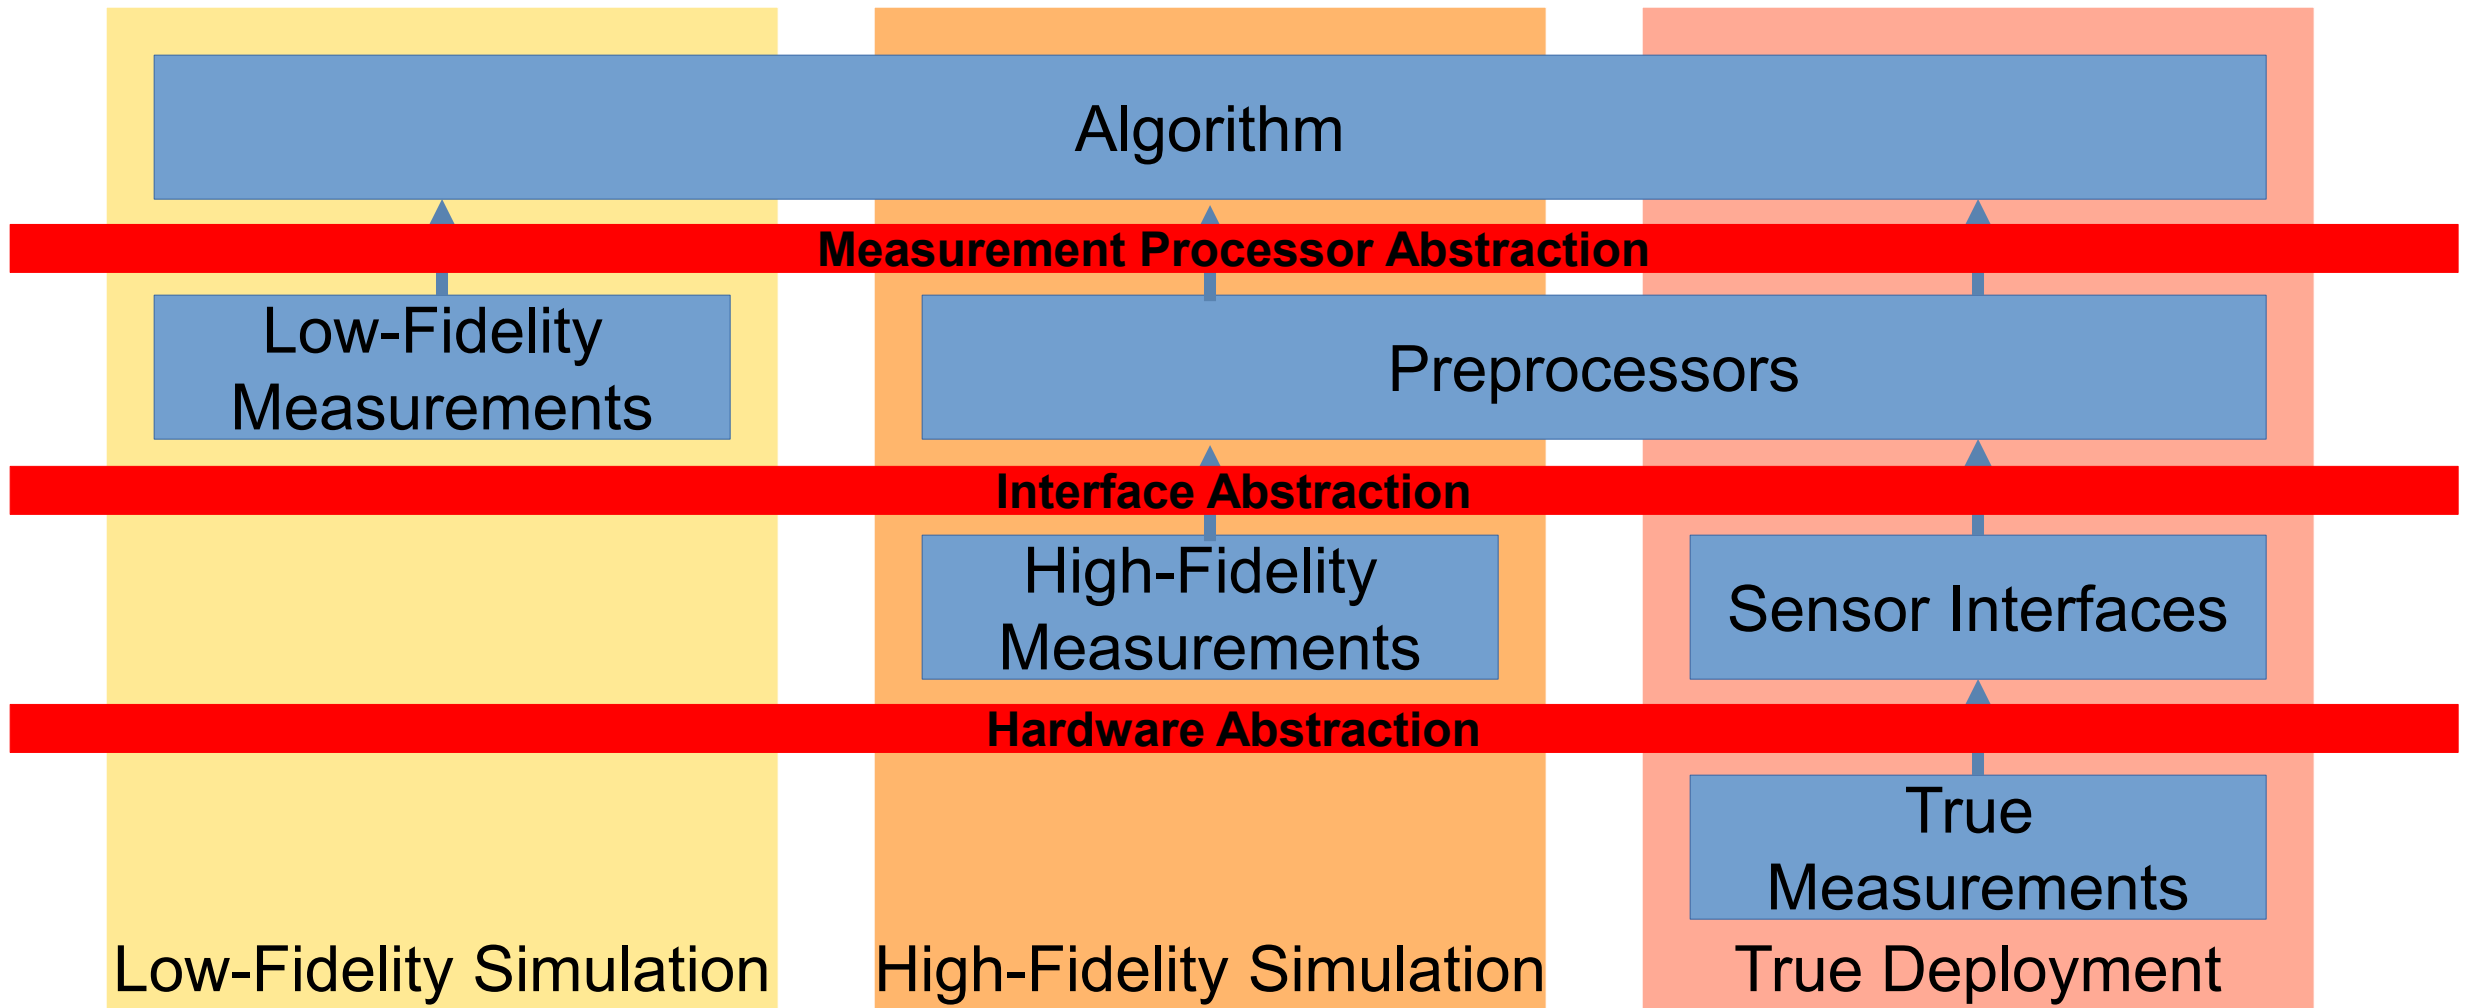 Algorithm
Measurement Processor Abstraction
Low-Fidelity
Measurements
Preprocessors
Interface Abstraction
High-Fidelity
Measurements
Sensor Interfaces
Hardware Abstraction
True
Measurements
Low-Fidelity Simulation
High-Fidelity Simulation
True Deployment